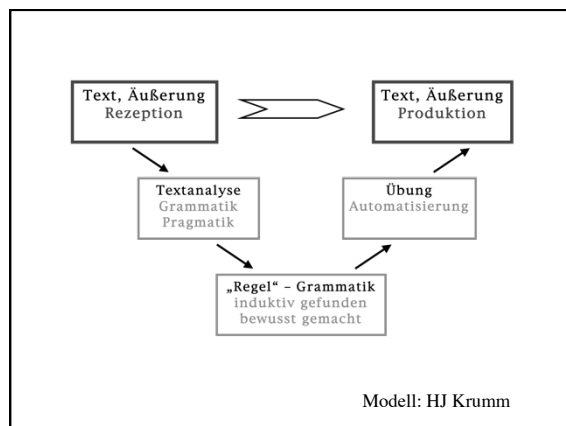 Text, Äußerung
Rezeption
Text, Äußerung
Produktion
Textanalyse
Grammatik
Pragmatik
Übung
Automatisierung
„Regel“ – Grammatik
induktiv gefunden
bewusst gemacht
Modell: HJ Krumm